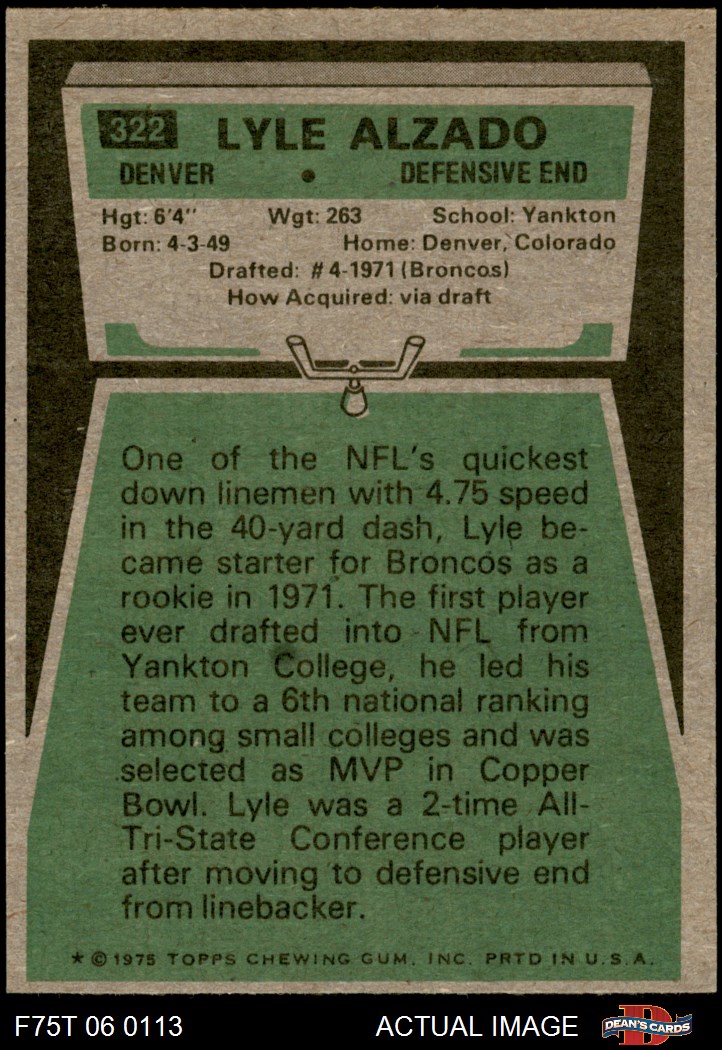 322 LYLE ALZADO
DENVER • DEFENSIVE END
Hgt: 6'4" Wgt: 263 School: Yankton
Born: 4-3-49 Home: Denver, Colorado
Drafted: #4-1971 (Broncos)
How Acquired: via draft
One of the NFL's quickest
down linemen with 4.75 speed
in the 40-yard dash, Lyle be-
came starter for Broncos as a
rookie in 1971. The first player
ever drafted into NFL from
Yankton College, he led his
team to a 6th national ranking
among small colleges and was
selected as MVP in Copper
Bowl. Lyle was a 2-time All-
Tri-State Conference player
after moving to defensive end
from linebacker.
* © 1975 TOPPS CHEWING GUM, INC. PRTD IN U.S.A.
F75T 06 0113 ACTUAL IMAGE D DEAN'S CARDS